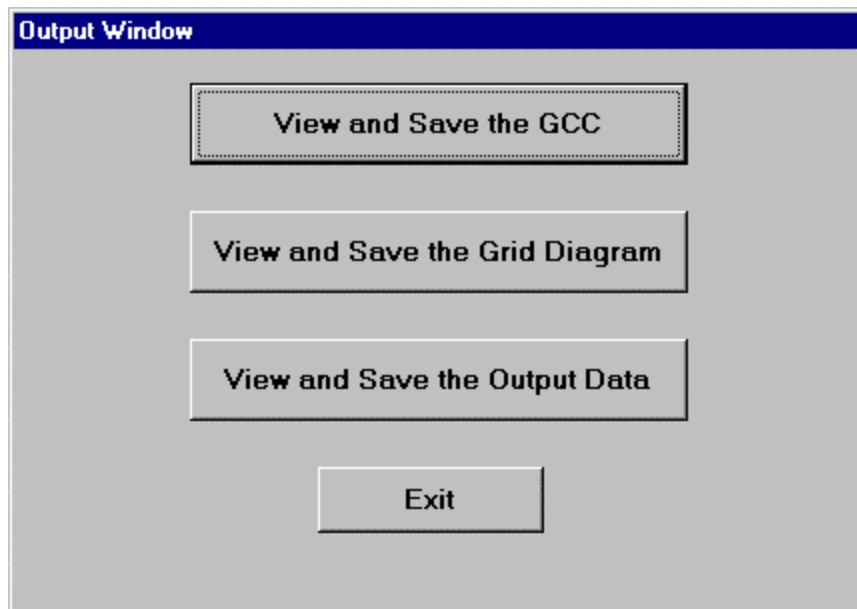 Output Window
View and Save the GCC
View and Save the Grid Diagram
View and Save the Output Data
Exit